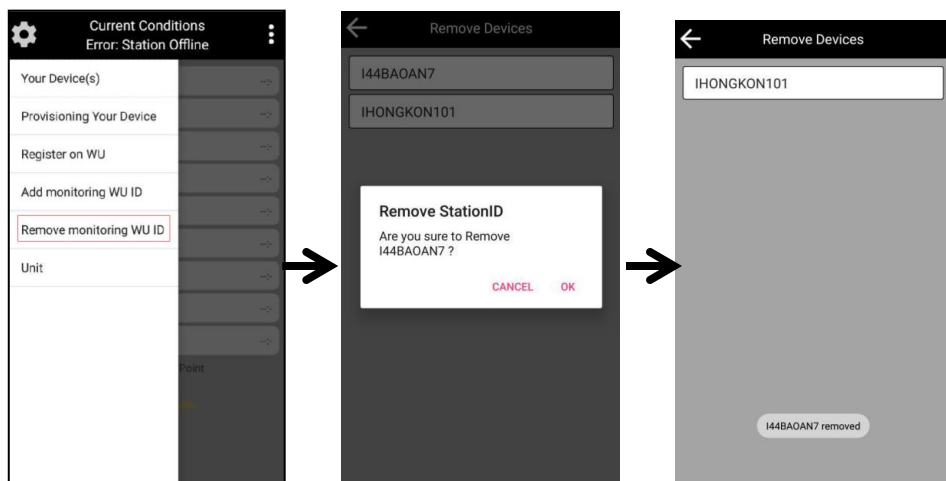 Current Conditions
Error: Station Offline
Your Device(s)
Provisioning Your Device
Register on WU
Add monitoring WU ID
Remove monitoring WU ID
Unit
--:-
--:-
--:-
--:-
--:-
--:-
--:-
--:-
--:-
Point
Remove Devices
I44BAOAN7
IHONGKON101
Remove StationID
Are you sure to Remove
I44BAOAN7 ?
CANCEL OK
Remove Devices
IHONGKON101
I44BAOAN7 removed